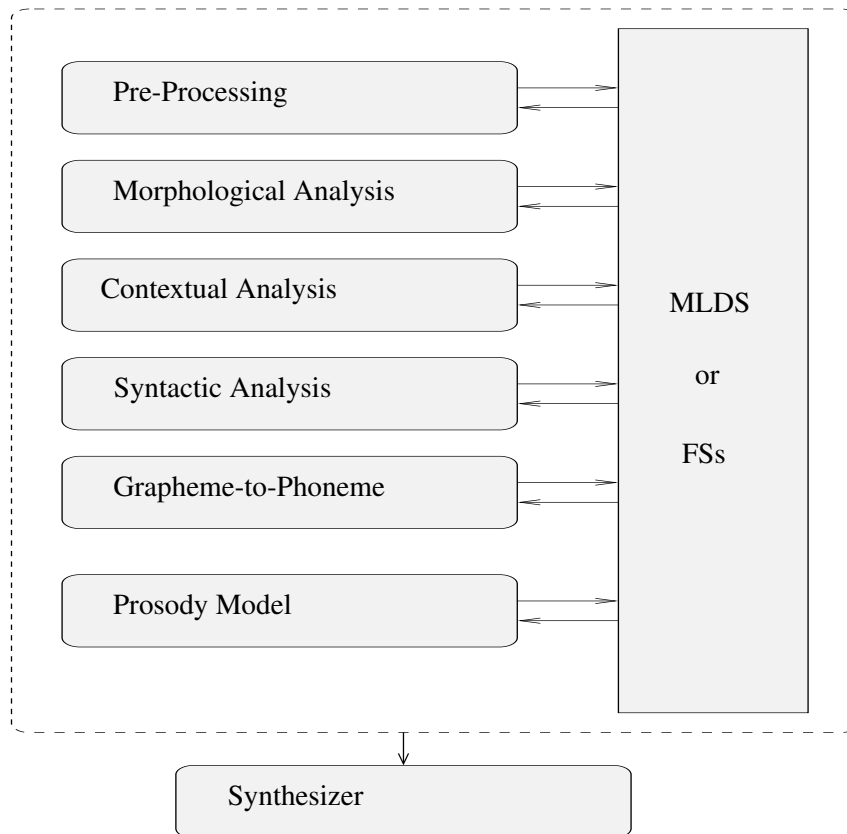 Pre-Processing
Morphological Analysis
Contextual Analysis
Syntactic Analysis
Grapheme-to-Phoneme
Prosody Model
MLDS
or
FSs
Synthesizer